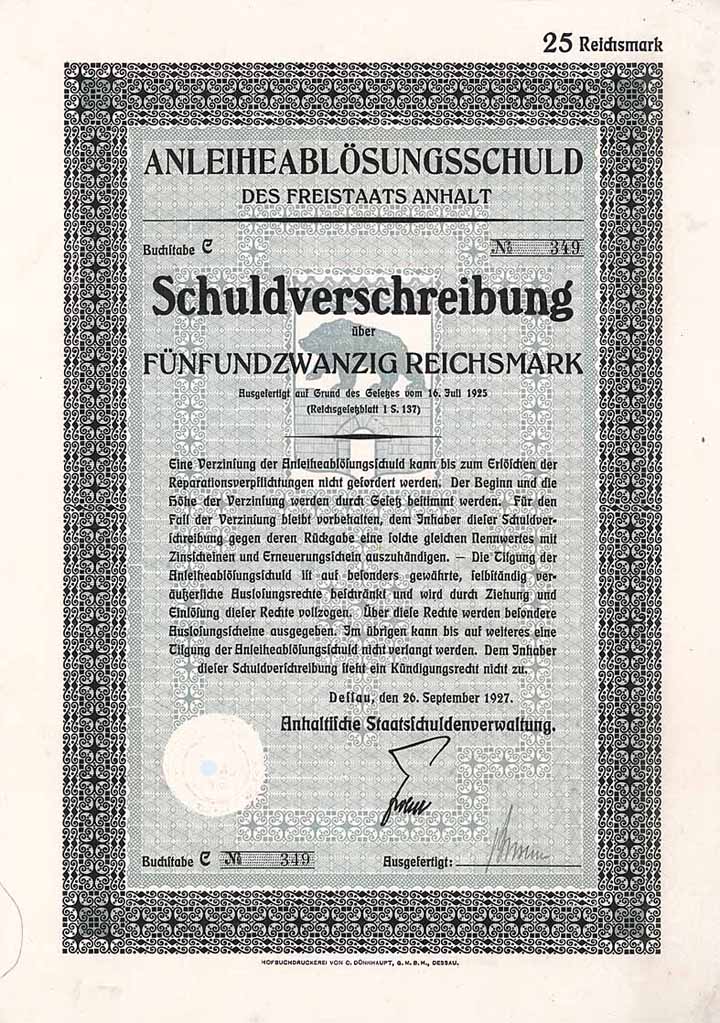 25 Reichsmark
ANLEIHEABLÖSUNGSSCHULD
DES FREISTAATS ANHALT
Buchſtabe C № 349
Schuldverschreibung
über
FÜNFUNDZWANZIG REICHSMARK
Ausgefertigt auf Grund des Geſetzes vom 16. Juli 1925
(Reichsgeſetzblatt I S. 137)
Eine Verzinſung der Anleiheablöſungsſchuld kann bis zum Erlöſchen der
Reparationsverpflichtungen nicht gefordert werden. Der Beginn und die
Höhe der Verzinſung werden durch Geſetz beſtimmt werden. Für den
Fall der Verzinſung bleibt vorbehalten, dem Inhaber dieſer Schuldver⸗
ſchreibung gegen deren Rückgabe eine ſolche gleichen Nennwertes mit
Zinsſcheinen und Erneuerungsſchein auszuhändigen. — Die Tilgung der
Anleiheablöſungsſchuld iſt auf beſonders gewährte, ſelbſtändig ver⸗
äußerliche Ausloſungsrechte beſchränkt und wird durch Ziehung und
Einlöſung dieſer Rechte vollzogen. Über dieſe Rechte werden beſondere
Ausloſungsſcheine ausgegeben. Im übrigen kann bis auf weiteres eine
Tilgung der Anleiheablöſungsſchuld nicht verlangt werden. Dem Inhaber
dieſer Schuldverſchreibung ſteht ein Kündigungsrecht nicht zu.
Deſſau, den 26. September 1927.
Anhaltiſche Staatsſchuldenverwaltung.
Buchſtabe C № 349 Ausgefertigt:
HOFBUCHDRUCKEREI VON C. DÜNNHAUPT, G. M. B. H., DESSAU.